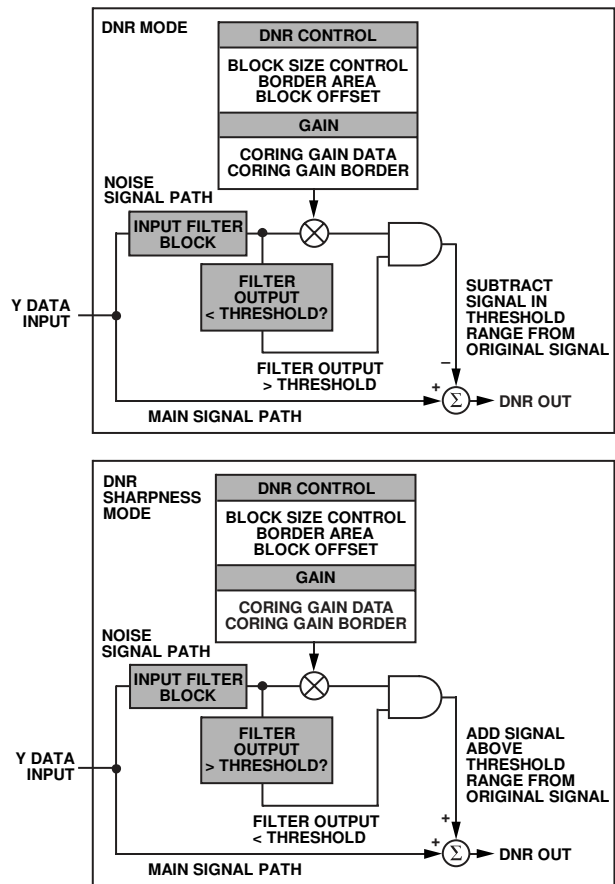 DNR MODE
DNR CONTROL
BLOCK SIZE CONTROL
BORDER AREA
BLOCK OFFSET
GAIN
CORING GAIN DATA
CORING GAIN BORDER
NOISE
SIGNAL PATH
INPUT FILTER
BLOCK
FILTER
OUTPUT
< THRESHOLD?
Y DATA
INPUT
SUBTRACT
SIGNAL IN
THRESHOLD
RANGE FROM
ORIGINAL SIGNAL
FILTER OUTPUT
> THRESHOLD
–
+
Σ
DNR OUT
MAIN SIGNAL PATH
DNR
SHARPNESS
MODE
DNR CONTROL
BLOCK SIZE CONTROL
BORDER AREA
BLOCK OFFSET
GAIN
CORING GAIN DATA
CORING GAIN BORDER
NOISE
SIGNAL PATH
INPUT FILTER
BLOCK
FILTER
OUTPUT
> THRESHOLD?
Y DATA
INPUT
ADD SIGNAL
ABOVE
THRESHOLD
RANGE FROM
ORIGINAL SIGNAL
FILTER OUTPUT
< THRESHOLD
+
+
Σ
DNR OUT
MAIN SIGNAL PATH